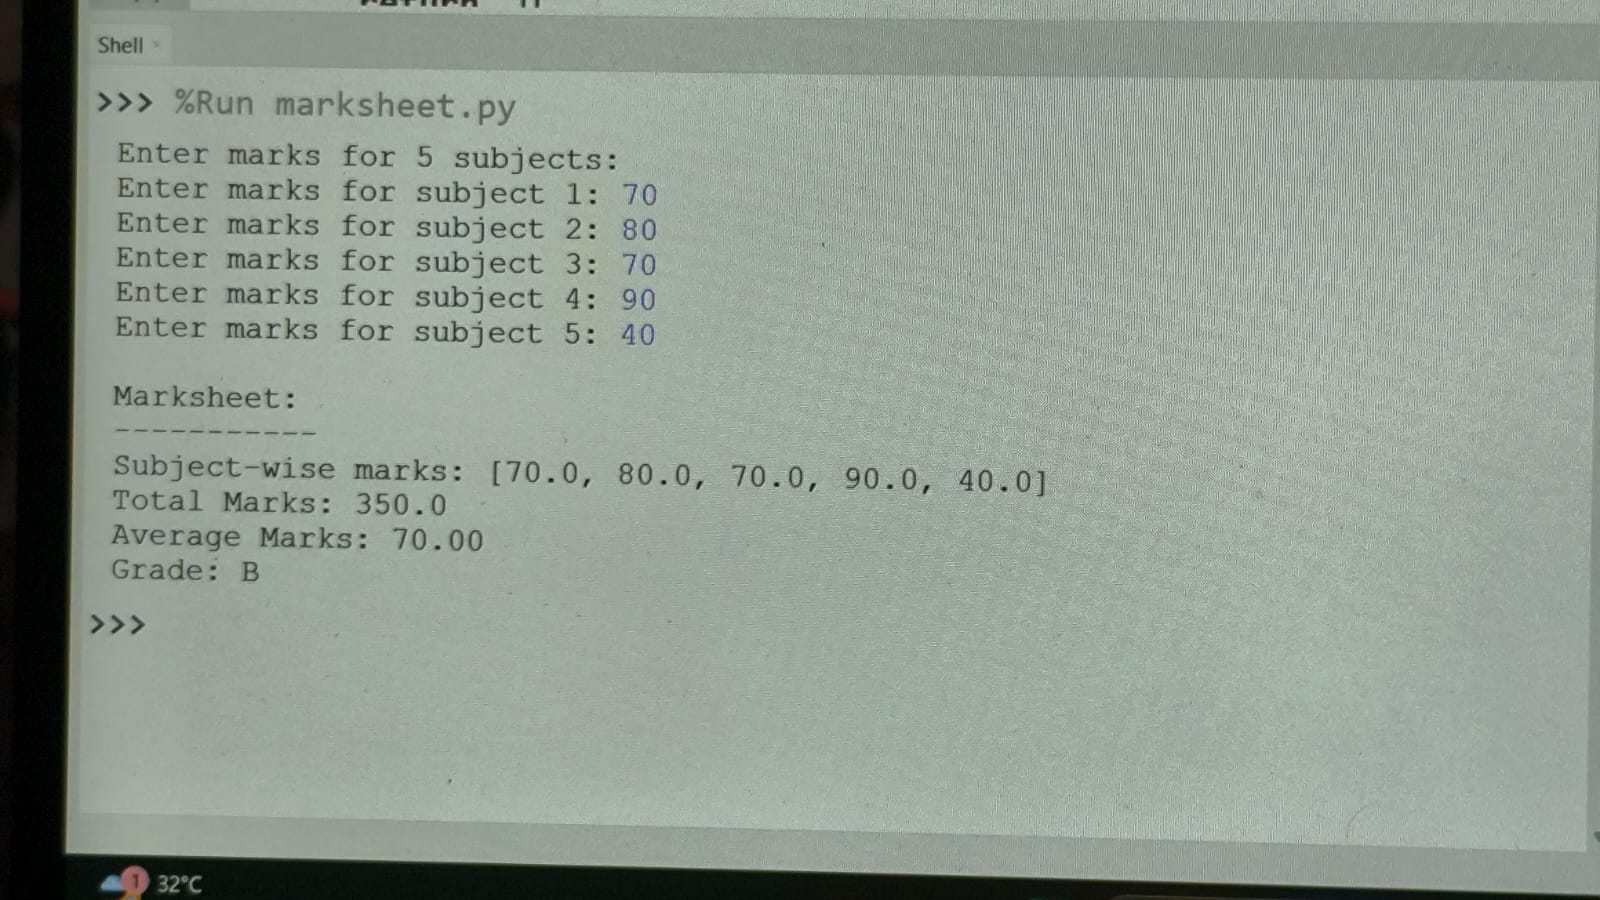 Shell ×
>>> %Run marksheet.py
Enter marks for 5 subjects:
Enter marks for subject 1: 70
Enter marks for subject 2: 80
Enter marks for subject 3: 70
Enter marks for subject 4: 90
Enter marks for subject 5: 40
Marksheet:
-----------
Subject-wise marks: [70.0, 80.0, 70.0, 90.0, 40.0]
Total Marks: 350.0
Average Marks: 70.00
Grade: B
>>>
1 32°C